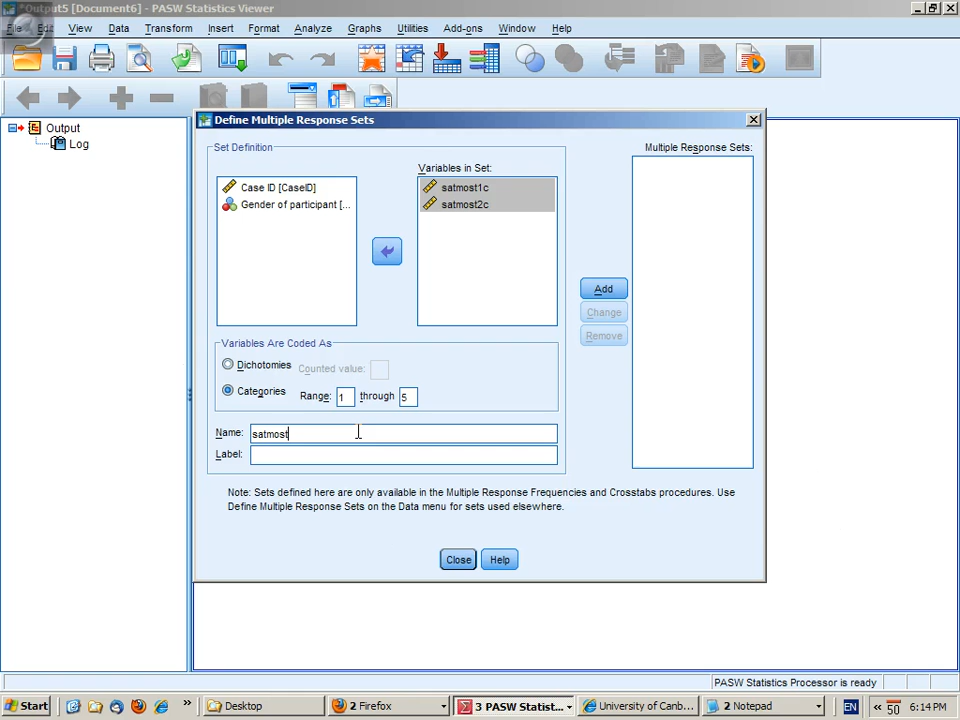 *Output5 [Document6] - PASW Statistics Viewer
File Edit View Data Transform Insert Format Analyze Graphs Utilities Add-ons Window Help
Output
Log
Define Multiple Response Sets
Set Definition
Multiple Response Sets:
Variables in Set:
Case ID [CaseID]
Gender of participant [...
satmost1c
satmost2c
Add
Change
Remove
Variables Are Coded As
Dichotomies Counted value:
Categories Range: 1 through 5
Name: satmost
Label:
Note: Sets defined here are only available in the Multiple Response Frequencies and Crosstabs procedures. Use
Define Multiple Response Sets on the Data menu for sets used elsewhere.
Close Help
PASW Statistics Processor is ready
Start » Desktop 2 Firefox 3 PASW Statist... University of Canb... 2 Notepad EN « 50 6:14 PM